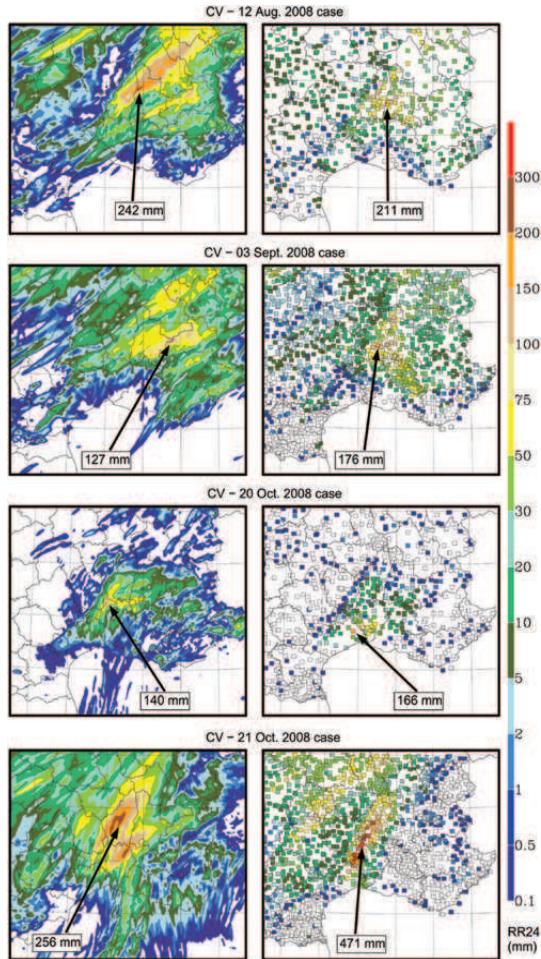 CV - 12 Aug. 2008 case
242 mm
211 mm
CV - 03 Sept. 2008 case
127 mm
176 mm
CV - 20 Oct. 2008 case
140 mm
166 mm
CV - 21 Oct. 2008 case
256 mm
471 mm
300
200
150
100
75
50
30
20
10
5
2
1
0.5
0.1
RR24
(mm)